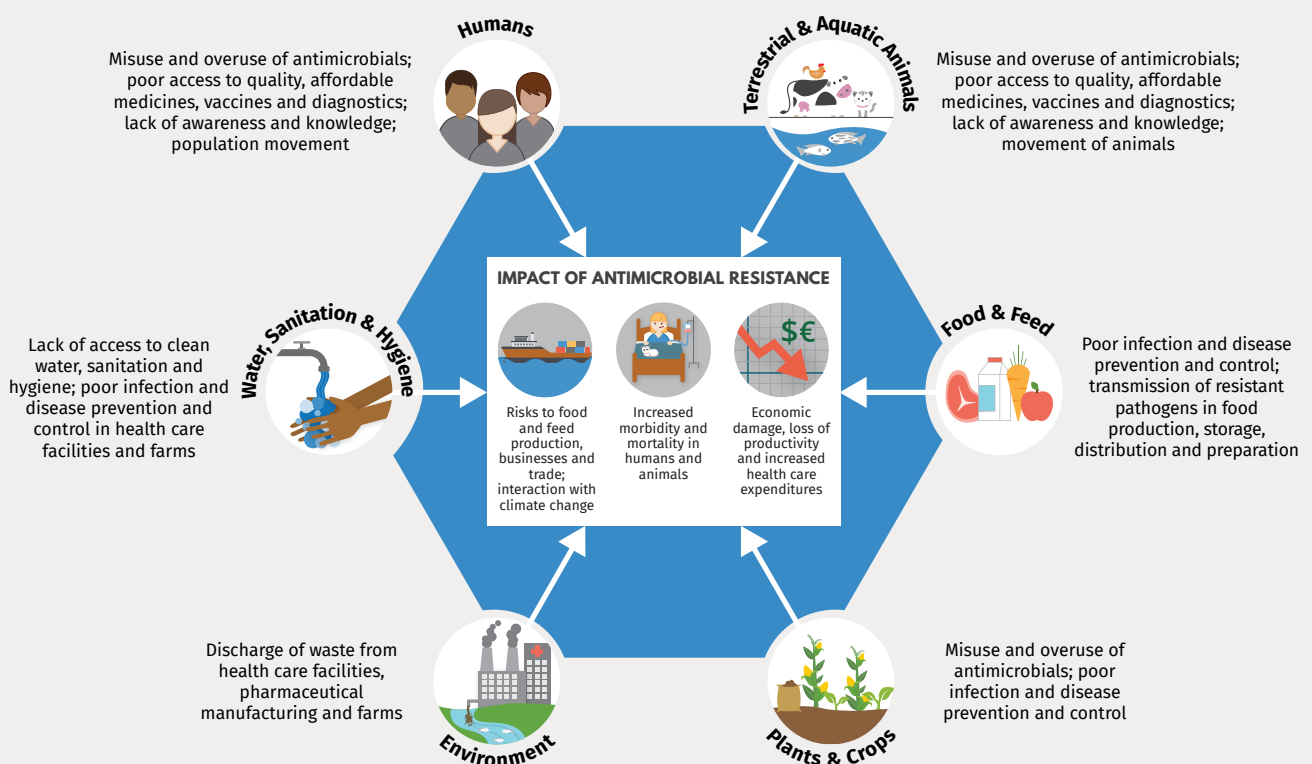 Humans
Misuse and overuse of antimicrobials;
poor access to quality, affordable
medicines, vaccines and diagnostics;
lack of awareness and knowledge;
population movement
Terrestrial & Aquatic Animals
Misuse and overuse of antimicrobials;
poor access to quality, affordable
medicines, vaccines and diagnostics;
lack of awareness and knowledge;
movement of animals
Water, Sanitation & Hygiene
Lack of access to clean
water, sanitation and
hygiene; poor infection and
disease prevention and
control in health care
facilities and farms
IMPACT OF ANTIMICROBIAL RESISTANCE
$€
Risks to food
and feed
production,
businesses and
trade;
interaction with
climate change
Increased
morbidity and
mortality in
humans and
animals
Economic
damage, loss of
productivity
and increased
health care
expenditures
Food & Feed
Poor infection and disease
prevention and control;
transmission of resistant
pathogens in food
production, storage,
distribution and preparation
Discharge of waste from
health care facilities,
pharmaceutical
manufacturing and farms
Environment
Misuse and overuse of
antimicrobials; poor
infection and disease
prevention and control
Plants & Crops